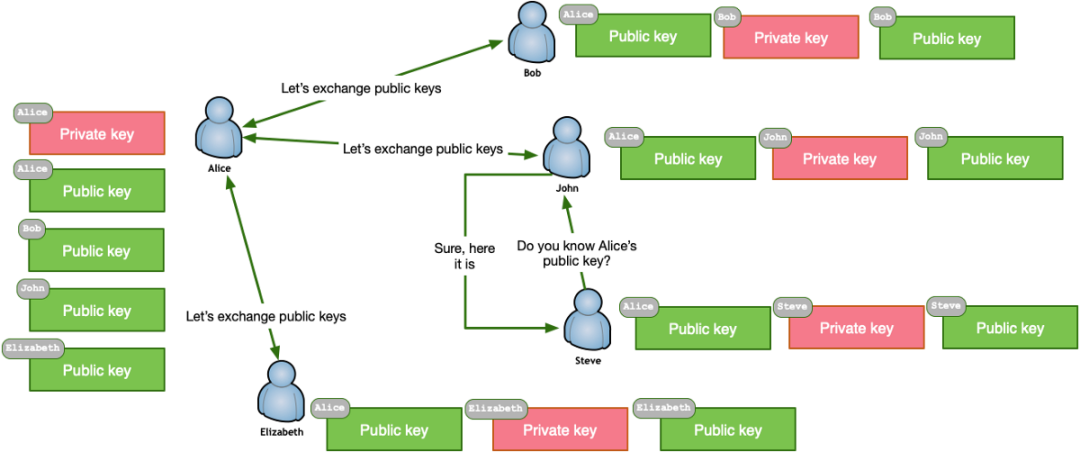 Alice
Public key
Bob
Private key
Bob
Public key
Bob
Let's exchange public keys
Alice
Private key
Alice
Public key
Bob
Public key
John
Public key
Elizabeth
Public key
Alice
Let's exchange public keys
John
Alice
Public key
John
Private key
John
Public key
Sure, here
it is
Do you know Alice's
public key?
Steve
Alice
Public key
Steve
Private key
Steve
Public key
Let's exchange public keys
Elizabeth
Alice
Public key
Elizabeth
Private key
Elizabeth
Public key